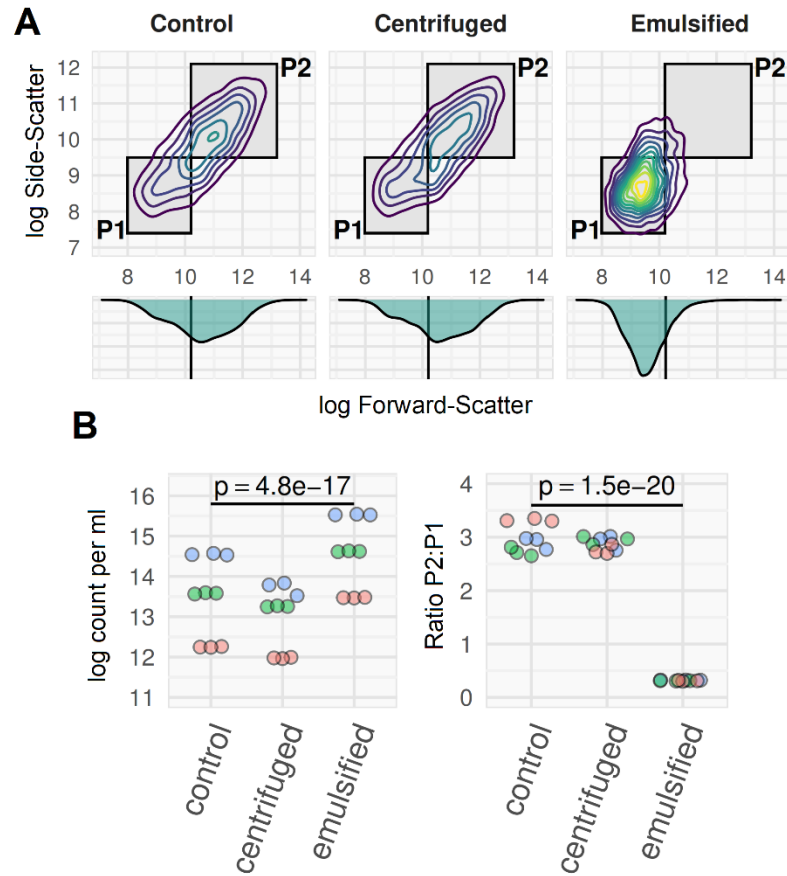 A
Control Centrifuged Emulsified
log Side-Scatter
12
11
10
9
8
7
P2
P1
P2
P1
P2
P1
8 10 12 14 8 10 12 14 8 10 12 14
log Forward-Scatter
B
log count per ml
16
15
14
13
12
11
p = 4.8e−17
control
centrifuged
emulsified
Ratio P2:P1
4
3
2
1
0
p = 1.5e−20
control
centrifuged
emulsified